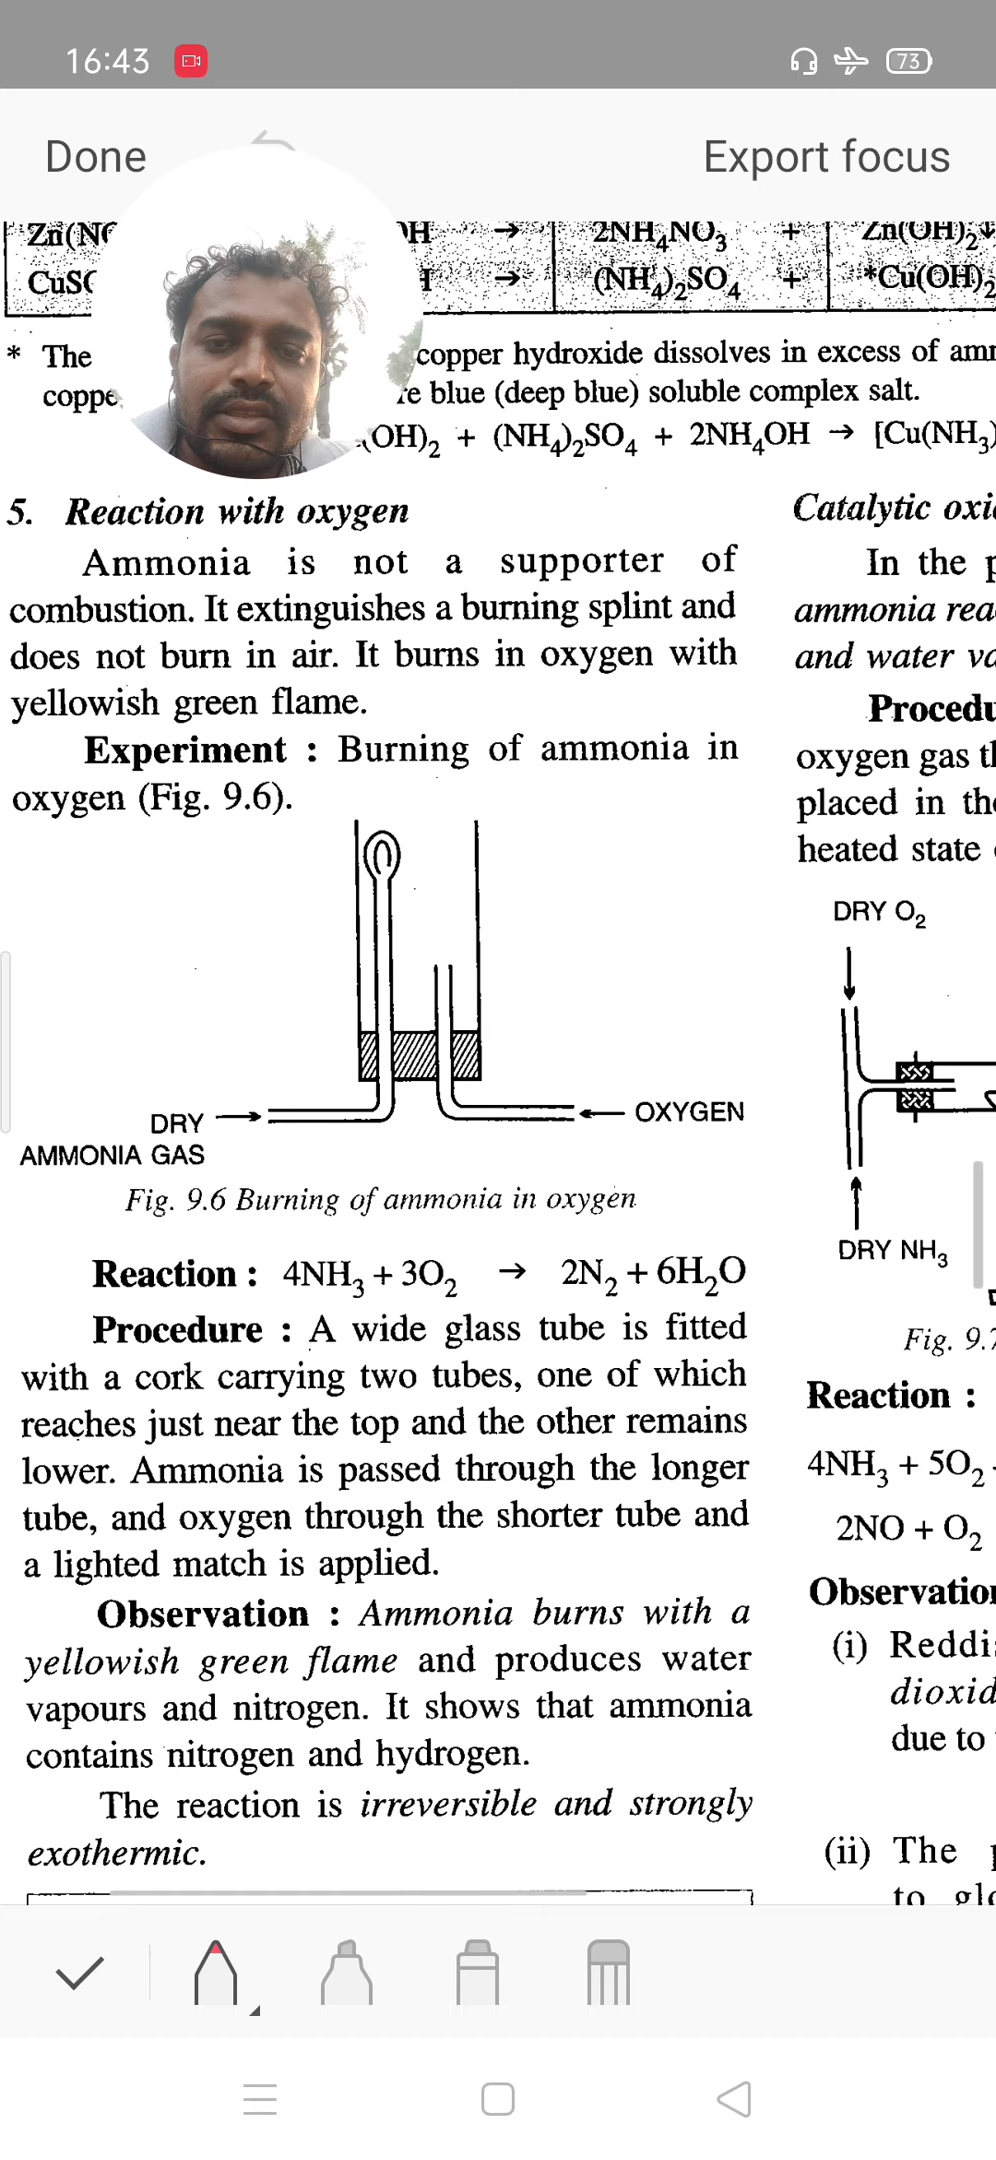 16:43
73
Done
Export focus
Zn(N
H → 2NH₄NO₃ + Zn(OH)₂↓
CuS
→ (NH₄)₂SO₄ + *Cu(OH)₂
* The
copper hydroxide dissolves in excess of
coppe
blue (deep blue) soluble complex salt.
(OH)₂ + (NH₄)₂SO₄ + 2NH₄OH → [Cu(NH₃)
5. Reaction with oxygen
Ammonia is not a supporter of
combustion. It extinguishes a burning splint and
does not burn in air. It burns in oxygen with
yellowish green flame.
Experiment : Burning of ammonia in
oxygen (Fig. 9.6).
DRY
AMMONIA GAS
OXYGEN
Fig. 9.6 Burning of ammonia in oxygen
Reaction : 4NH₃ + 3O₂ → 2N₂ + 6H₂O
Procedure : A wide glass tube is fitted
with a cork carrying two tubes, one of which
reaches just near the top and the other remains
lower. Ammonia is passed through the longer
tube, and oxygen through the shorter tube and
a lighted match is applied.
Observation : Ammonia burns with a
yellowish green flame and produces water
vapours and nitrogen. It shows that ammonia
contains nitrogen and hydrogen.
The reaction is irreversible and strongly
exothermic.
Catalytic oxi
In the p
ammonia rea
and water va
Procedu
oxygen gas th
placed in the
heated state
DRY O₂
DRY NH₃
Fig. 9.7
Reaction :
4NH₃ + 5O₂
2NO + O₂
Observation
(i) Reddi
dioxid
due to
(ii) The
to glo